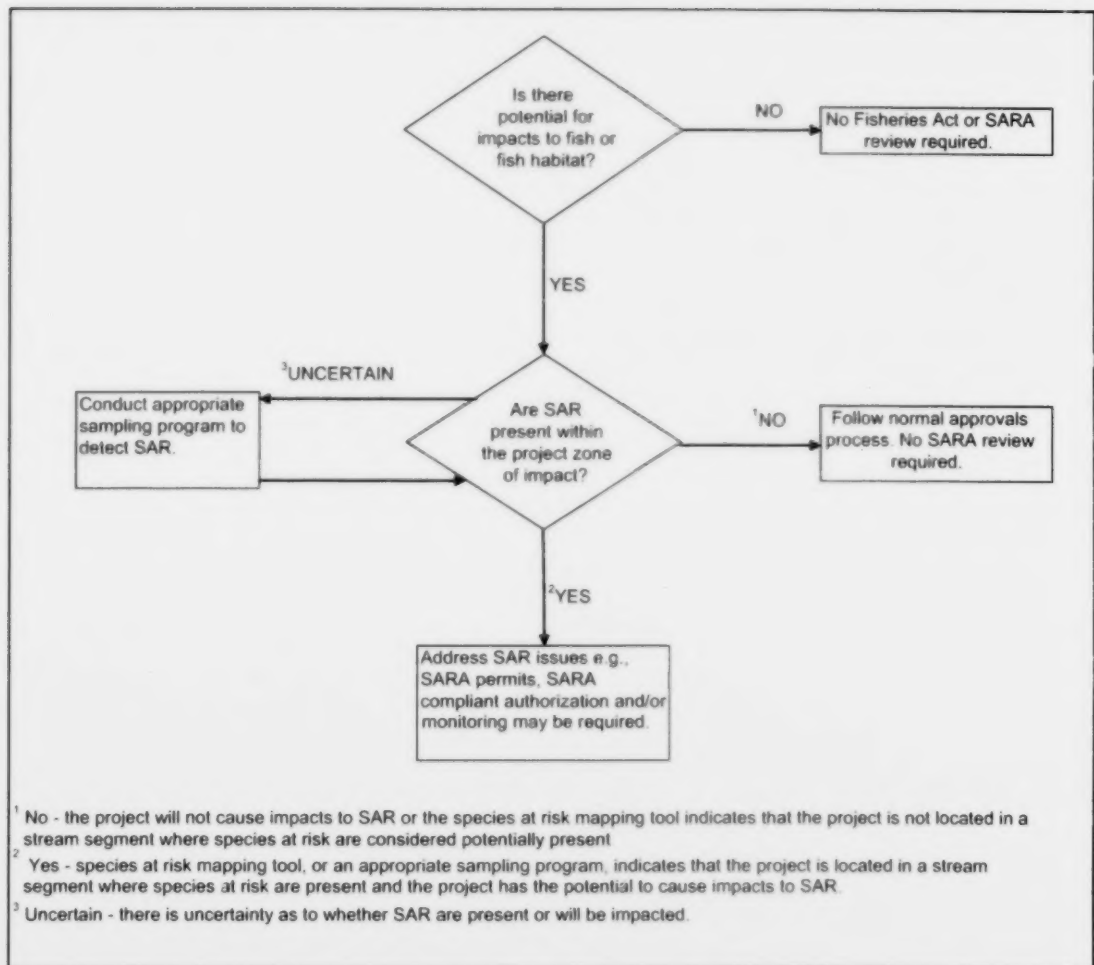 Is there
potential for
impacts to fish or
fish habitat?
NO
No Fisheries Act or SARA
review required.
YES
³UNCERTAIN
Conduct appropriate
sampling program to
detect SAR.
Are SAR
present within
the project zone
of impact?
¹NO
Follow normal approvals
process. No SARA review
required.
²YES
Address SAR issues e.g.,
SARA permits, SARA
compliant authorization and/or
monitoring may be required.
¹ No - the project will not cause impacts to SAR or the species at risk mapping tool indicates that the project is not located in a
stream segment where species at risk are considered potentially present
² Yes - species at risk mapping tool, or an appropriate sampling program, indicates that the project is located in a stream
segment where species at risk are present and the project has the potential to cause impacts to SAR.
³ Uncertain - there is uncertainty as to whether SAR are present or will be impacted.